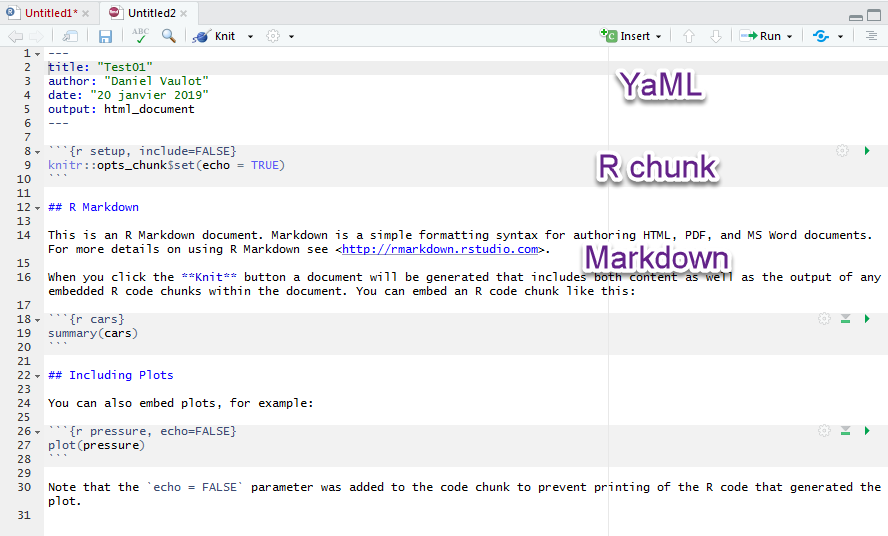 Untitled1* Untitled2
ABC Knit Insert Run
1 ---
2 title: "Test01"
3 author: "Daniel Vaulot"
4 date: "20 janvier 2019"
5 output: html_document
6 ---
YaML
7
8 ```{r setup, include=FALSE}
9 knitr::opts_chunk$set(echo = TRUE)
10 ```
R chunk
11
12 ## R Markdown
13
14 This is an R Markdown document. Markdown is a simple formatting syntax for authoring HTML, PDF, and MS Word documents.
For more details on using R Markdown see <http://rmarkdown.rstudio.com>.
Markdown
15
16 When you click the **Knit** button a document will be generated that includes both content as well as the output of any
embedded R code chunks within the document. You can embed an R code chunk like this:
17
18 ```{r cars}
19 summary(cars)
20 ```
21
22 ## Including Plots
23
24 You can also embed plots, for example:
25
26 ```{r pressure, echo=FALSE}
27 plot(pressure)
28 ```
29
30 Note that the `echo = FALSE` parameter was added to the code chunk to prevent printing of the R code that generated the
plot.
31